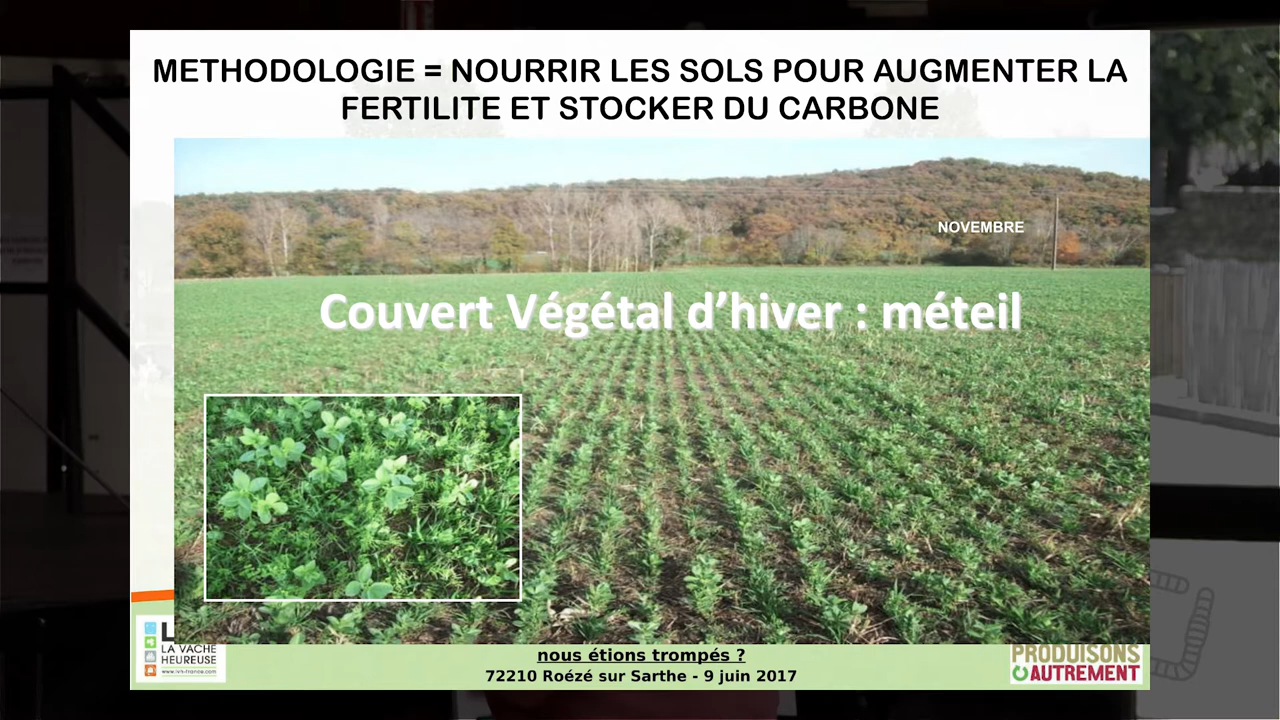 METHODOLOGIE = NOURRIR LES SOLS POUR AUGMENTER LA
FERTILITE ET STOCKER DU CARBONE
NOVEMBRE
Couvert Végétal d'hiver : méteil
LA VACHE
HEUREUSE
nous étions trompés ?
72210 Roézé sur Sarthe - 9 juin 2017
PRODUISONS
AUTREMENT